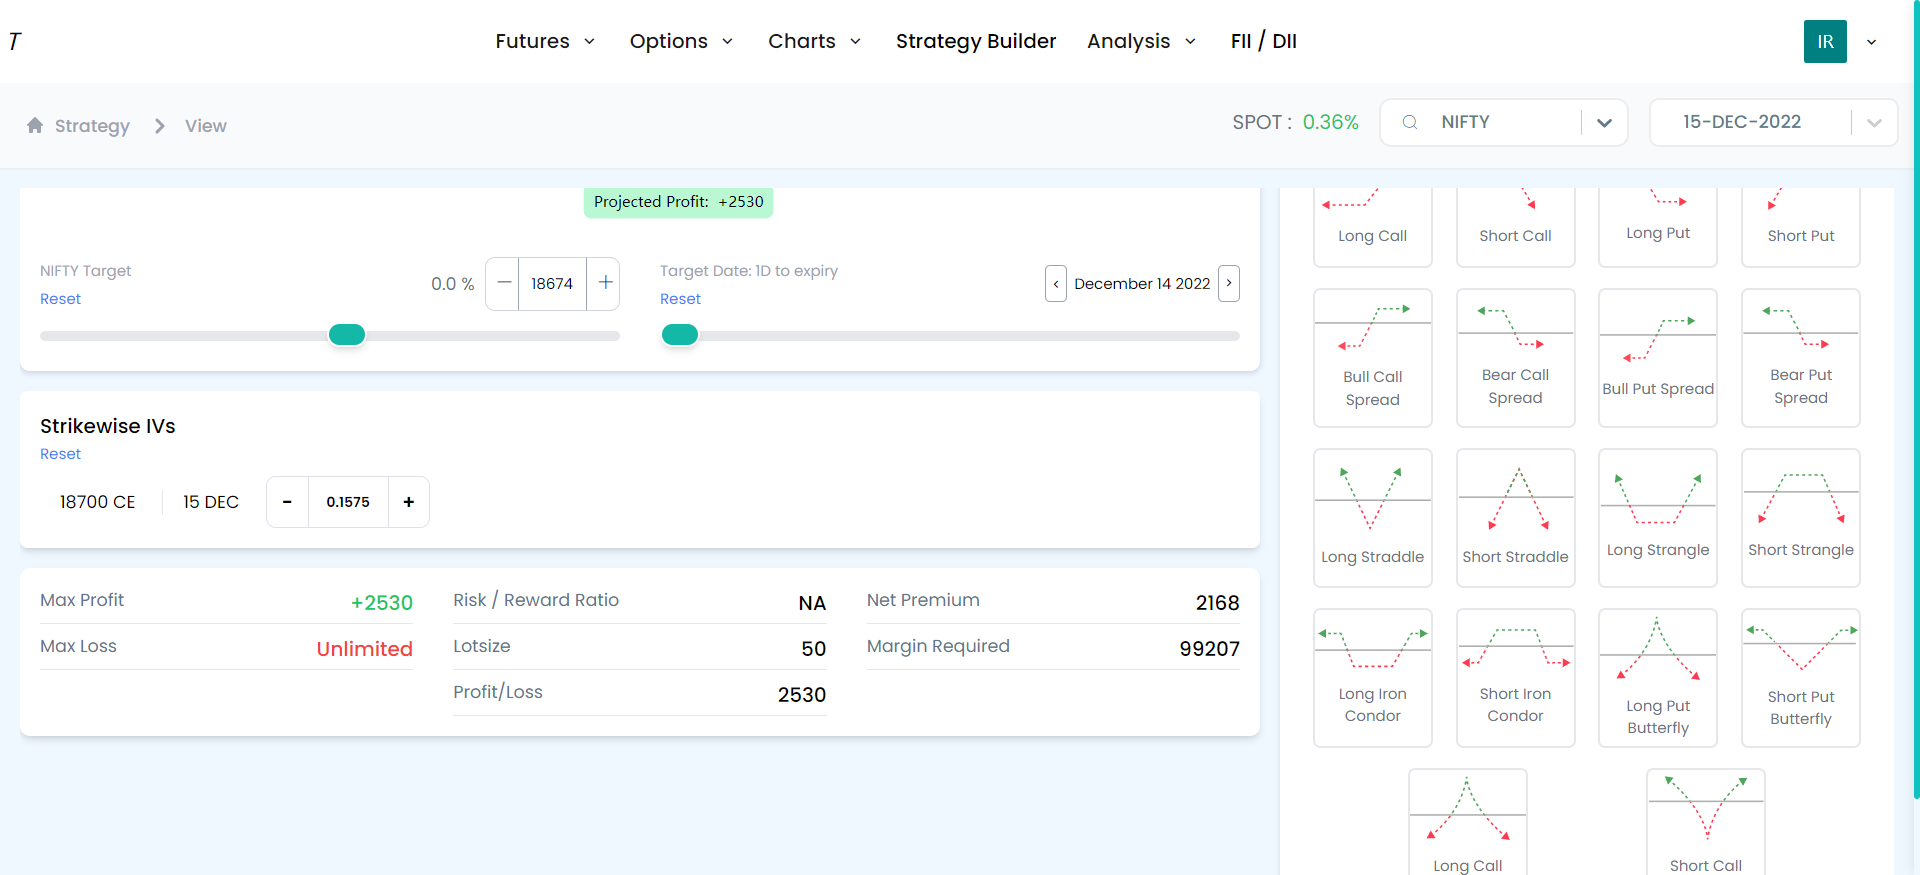 T
Futures
Options
Charts
Strategy Builder
Analysis
FII / DII
IR
Strategy
View
SPOT : 0.36%
NIFTY
15-DEC-2022
Projected Profit: +2530
NIFTY Target
Reset
0.0 %
— 18674 +
Target Date: 1D to expiry
Reset
‹ December 14 2022 ›
Strikewise IVs
Reset
18700 CE
15 DEC
- 0.1575 +
Max Profit +2530
Max Loss Unlimited
Risk / Reward Ratio NA
Lotsize 50
Profit/Loss 2530
Net Premium 2168
Margin Required 99207
Long Call
Short Call
Long Put
Short Put
Bull Call
Spread
Bear Call
Spread
Bull Put Spread
Bear Put
Spread
Long Straddle
Short Straddle
Long Strangle
Short Strangle
Long Iron
Condor
Short Iron
Condor
Long Put
Butterfly
Short Put
Butterfly
Long Call
Short Call